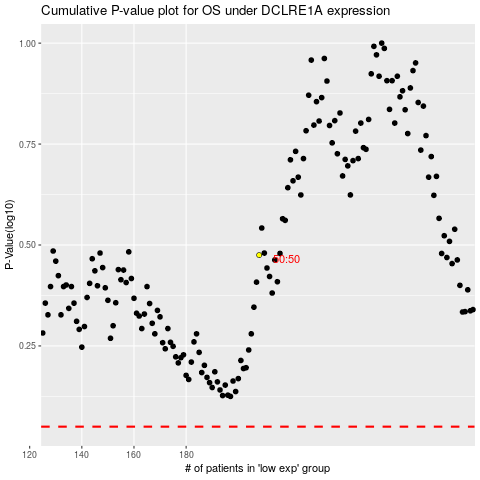 Cumulative P-value plot for OS under DCLRE1A expression
P-Value(log10)
1.00
0.75
0.50
0.25
50:50
120 140 160 180
# of patients in 'low exp' group